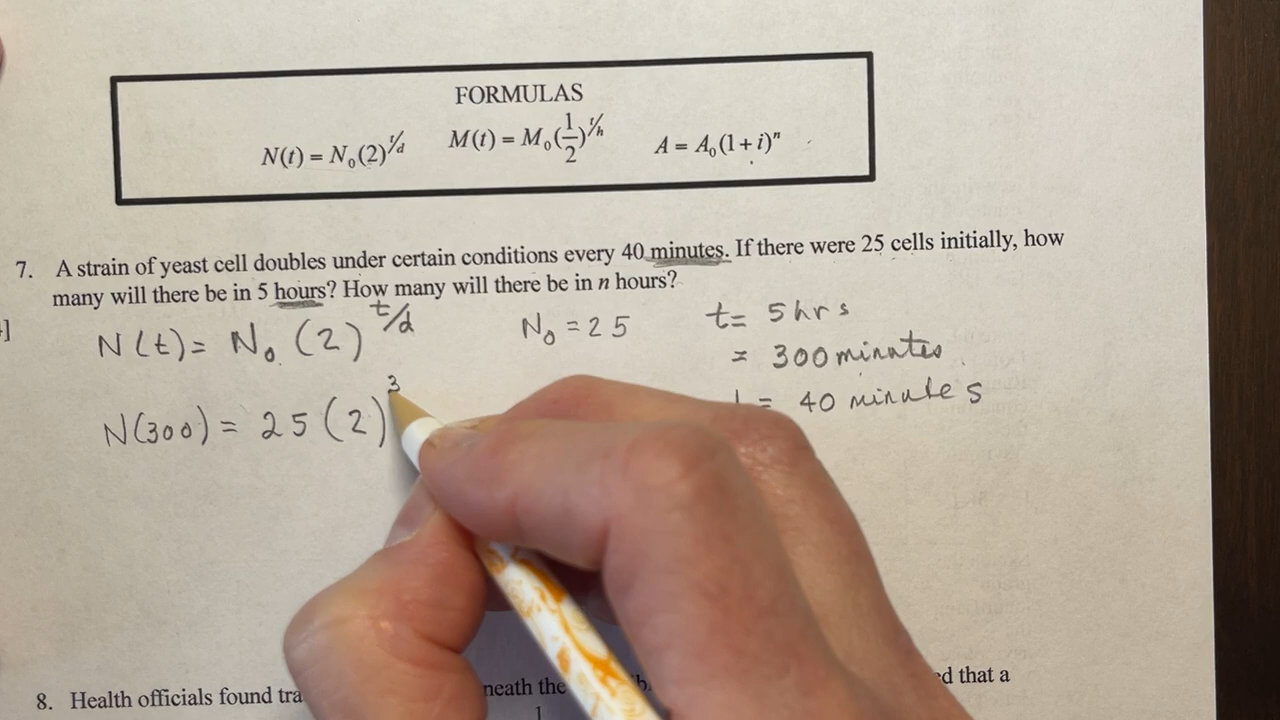 FORMULAS
N(t) = N₀(2)^(t/d) M(t) = M₀(1/2)^(t/h) A = A₀(1 + i)ⁿ
7. A strain of yeast cell doubles under certain conditions every 40 minutes. If there were 25 cells initially, how
many will there be in 5 hours? How many will there be in n hours?
N(t) = N₀ (2)^(t/d) N₀ = 25 t = 5 hrs
= 300 minutes
= 40 minutes
N(300) = 25 (2)^3
8. Health officials found tra neath the
d that a
1